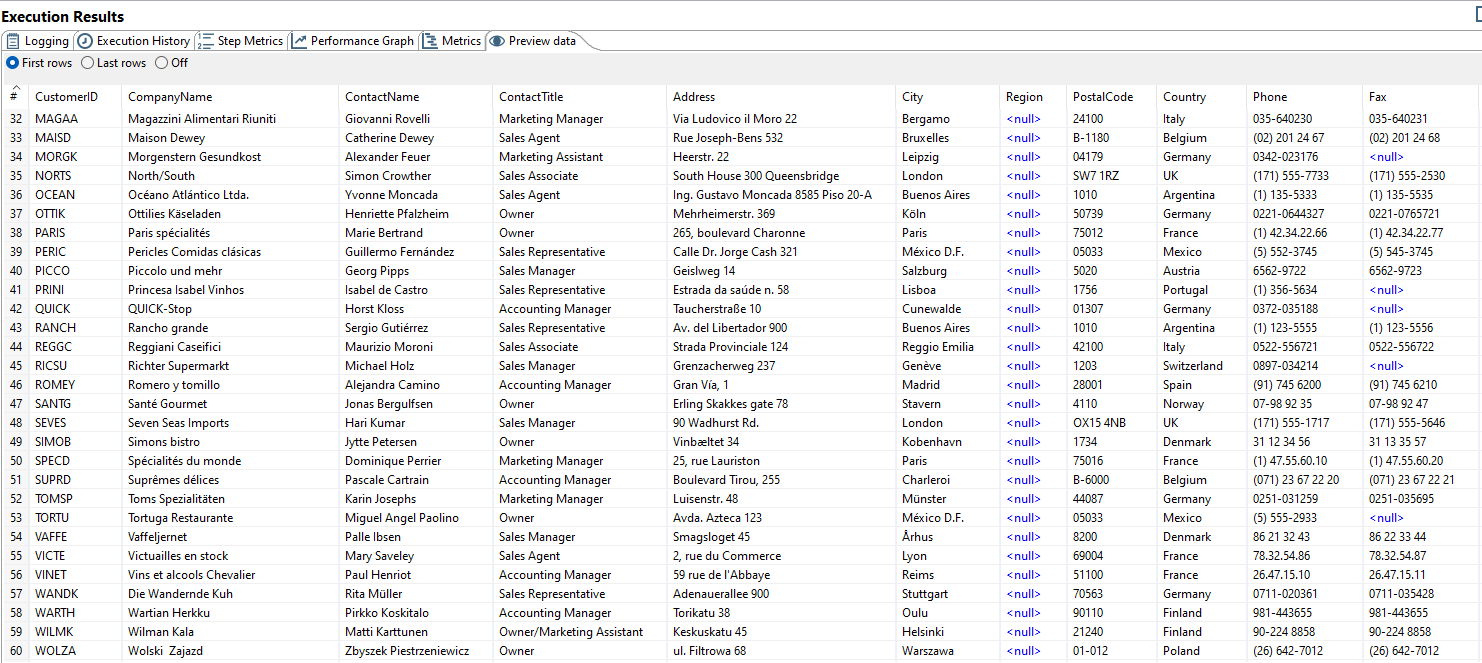 Execution Results
Logging Execution History Step Metrics Performance Graph Metrics Preview data
First rows Last rows Off
# CustomerID CompanyName ContactName ContactTitle Address City Region PostalCode Country Phone Fax
32 MAGAA Magazzini Alimentari Riuniti Giovanni Rovelli Marketing Manager Via Ludovico il Moro 22 Bergamo <null> 24100 Italy 035-640230 035-640231
33 MAISD Maison Dewey Catherine Dewey Sales Agent Rue Joseph-Bens 532 Bruxelles <null> B-1180 Belgium (02) 201 24 67 (02) 201 24 68
34 MORGK Morgenstern Gesundkost Alexander Feuer Marketing Assistant Heerstr. 22 Leipzig <null> 04179 Germany 0342-023176 <null>
35 NORTS North/South Simon Crowther Sales Associate South House 300 Queensbridge London <null> SW7 1RZ UK (171) 555-7733 (171) 555-2530
36 OCEAN Océano Atlántico Ltda. Yvonne Moncada Sales Agent Ing. Gustavo Moncada 8585 Piso 20-A Buenos Aires <null> 1010 Argentina (1) 135-5333 (1) 135-5535
37 OTTIK Ottilies Käseladen Henriette Pfalzheim Owner Mehrheimerstr. 369 Köln <null> 50739 Germany 0221-0644327 0221-0765721
38 PARIS Paris spécialités Marie Bertrand Owner 265, boulevard Charonne Paris <null> 75012 France (1) 42.34.22.66 (1) 42.34.22.77
39 PERIC Pericles Comidas clásicas Guillermo Fernández Sales Representative Calle Dr. Jorge Cash 321 México D.F. <null> 05033 Mexico (5) 552-3745 (5) 545-3745
40 PICCO Piccolo und mehr Georg Pipps Sales Manager Geislweg 14 Salzburg <null> 5020 Austria 6562-9722 6562-9723
41 PRINI Princesa Isabel Vinhos Isabel de Castro Sales Representative Estrada da saúde n. 58 Lisboa <null> 1756 Portugal (1) 356-5634 <null>
42 QUICK QUICK-Stop Horst Kloss Accounting Manager Taucherstraße 10 Cunewalde <null> 01307 Germany 0372-035188 <null>
43 RANCH Rancho grande Sergio Gutiérrez Sales Representative Av. del Libertador 900 Buenos Aires <null> 1010 Argentina (1) 123-5555 (1) 123-5556
44 REGGC Reggiani Caseifici Maurizio Moroni Sales Associate Strada Provinciale 124 Reggio Emilia <null> 42100 Italy 0522-556721 0522-556722
45 RICSU Richter Supermarkt Michael Holz Sales Manager Grenzacherweg 237 Genève <null> 1203 Switzerland 0897-034214 <null>
46 ROMEY Romero y tomillo Alejandra Camino Accounting Manager Gran Vía, 1 Madrid <null> 28001 Spain (91) 745 6200 (91) 745 6210
47 SANTG Santé Gourmet Jonas Bergulfsen Owner Erling Skakkes gate 78 Stavern <null> 4110 Norway 07-98 92 35 07-98 92 47
48 SEVES Seven Seas Imports Hari Kumar Sales Manager 90 Wadhurst Rd. London <null> OX15 4NB UK (171) 555-1717 (171) 555-5646
49 SIMOB Simons bistro Jytte Petersen Owner Vinbæltet 34 Kobenhavn <null> 1734 Denmark 31 12 34 56 31 13 35 57
50 SPECD Spécialités du monde Dominique Perrier Marketing Manager 25, rue Lauriston Paris <null> 75016 France (1) 47.55.60.10 (1) 47.55.60.20
51 SUPRD Suprêmes délices Pascale Cartrain Accounting Manager Boulevard Tirou, 255 Charleroi <null> B-6000 Belgium (071) 23 67 22 20 (071) 23 67 22 21
52 TOMSP Toms Spezialitäten Karin Josephs Marketing Manager Luisenstr. 48 Münster <null> 44087 Germany 0251-031259 0251-035695
53 TORTU Tortuga Restaurante Miguel Angel Paolino Owner Avda. Azteca 123 México D.F. <null> 05033 Mexico (5) 555-2933 <null>
54 VAFFE Vaffeljernet Palle Ibsen Sales Manager Smagsloget 45 Århus <null> 8200 Denmark 86 21 32 43 86 22 33 44
55 VICTE Victuailles en stock Mary Saveley Sales Agent 2, rue du Commerce Lyon <null> 69004 France 78.32.54.86 78.32.54.87
56 VINET Vins et alcools Chevalier Paul Henriot Accounting Manager 59 rue de l'Abbaye Reims <null> 51100 France 26.47.15.10 26.47.15.11
57 WANDK Die Wandernde Kuh Rita Müller Sales Representative Adenauerallee 900 Stuttgart <null> 70563 Germany 0711-020361 0711-035428
58 WARTH Wartian Herkku Pirkko Koskitalo Accounting Manager Torikatu 38 Oulu <null> 90110 Finland 981-443655 981-443655
59 WILMK Wilman Kala Matti Karttunen Owner/Marketing Assistant Keskuskatu 45 Helsinki <null> 21240 Finland 90-224 8858 90-224 8858
60 WOLZA Wolski  Zajazd Zbyszek Piestrzeniewicz Owner ul. Filtrowa 68 Warszawa <null> 01-012 Poland (26) 642-7012 (26) 642-7012